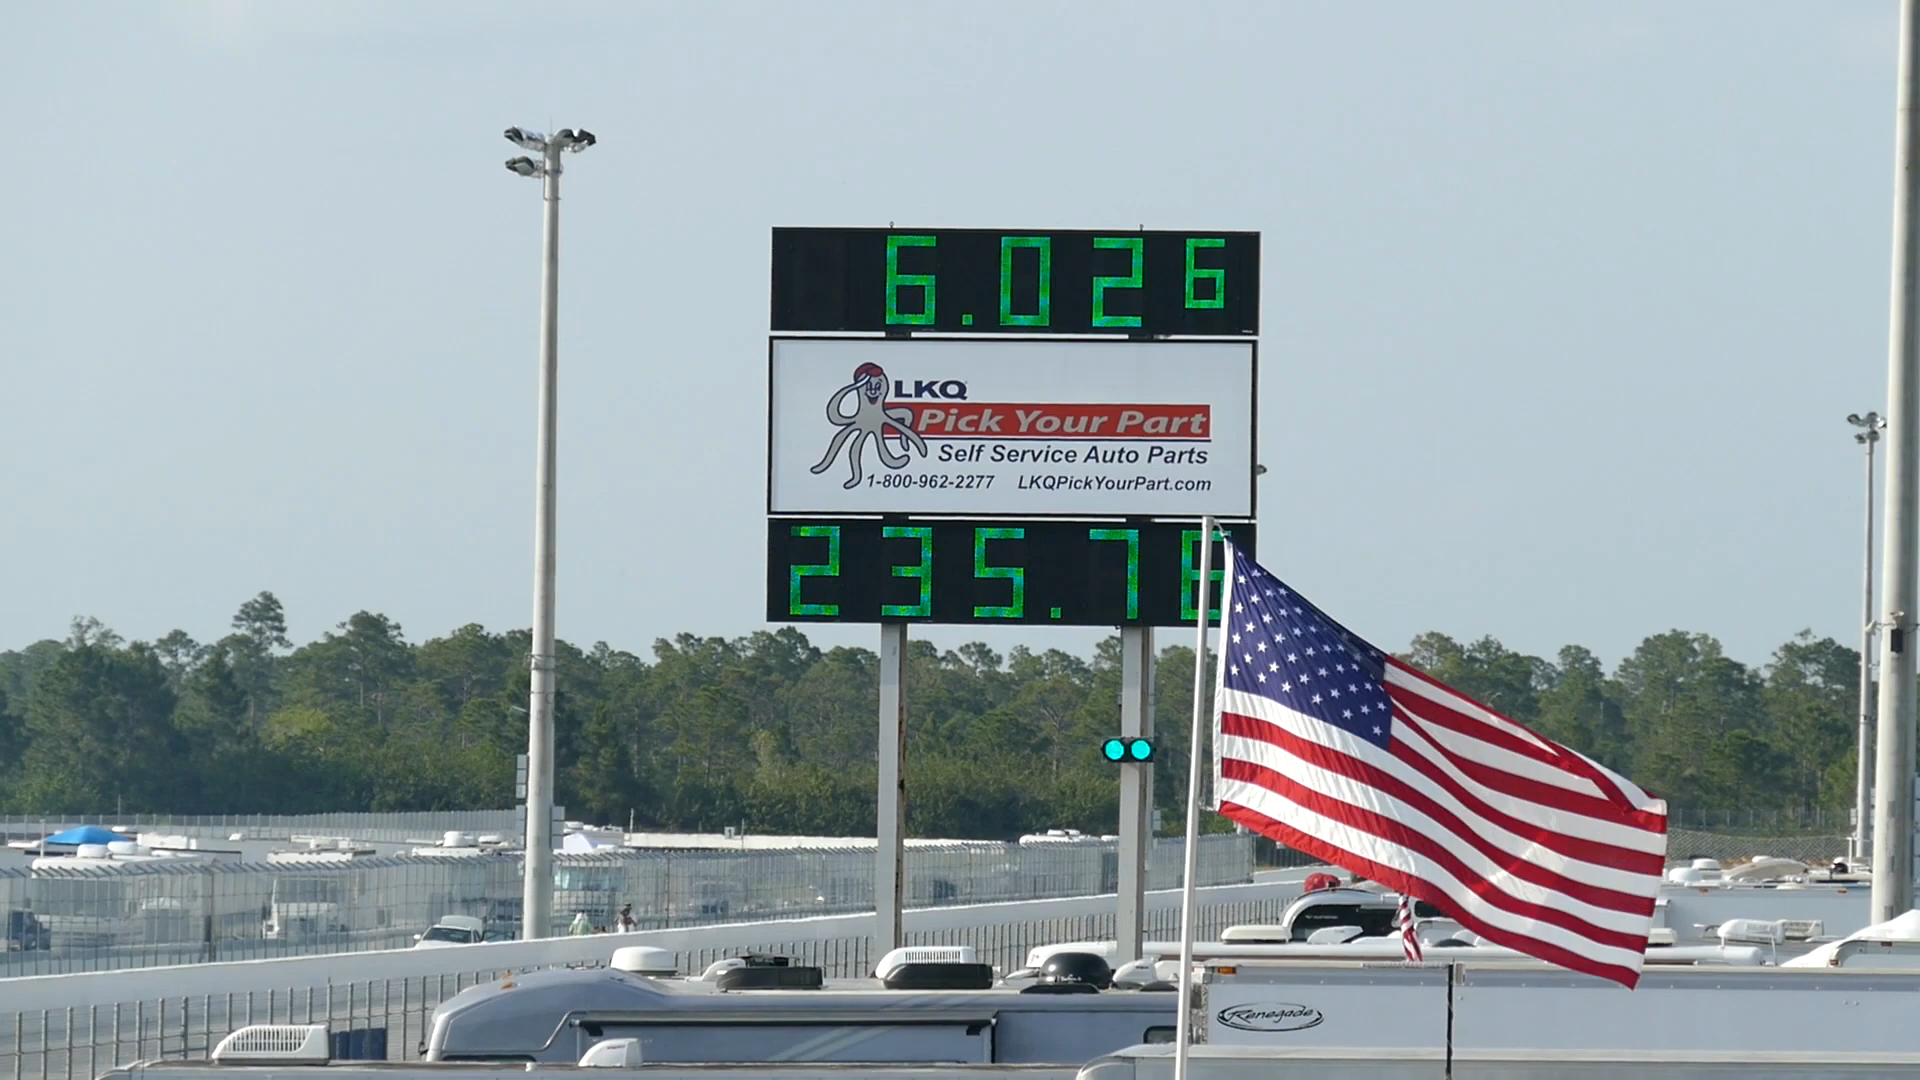 6.026
LKQ
Pick Your Part
Self Service Auto Parts
1-800-962-2277 LKQPickYourPart.com
235.7
Renegade